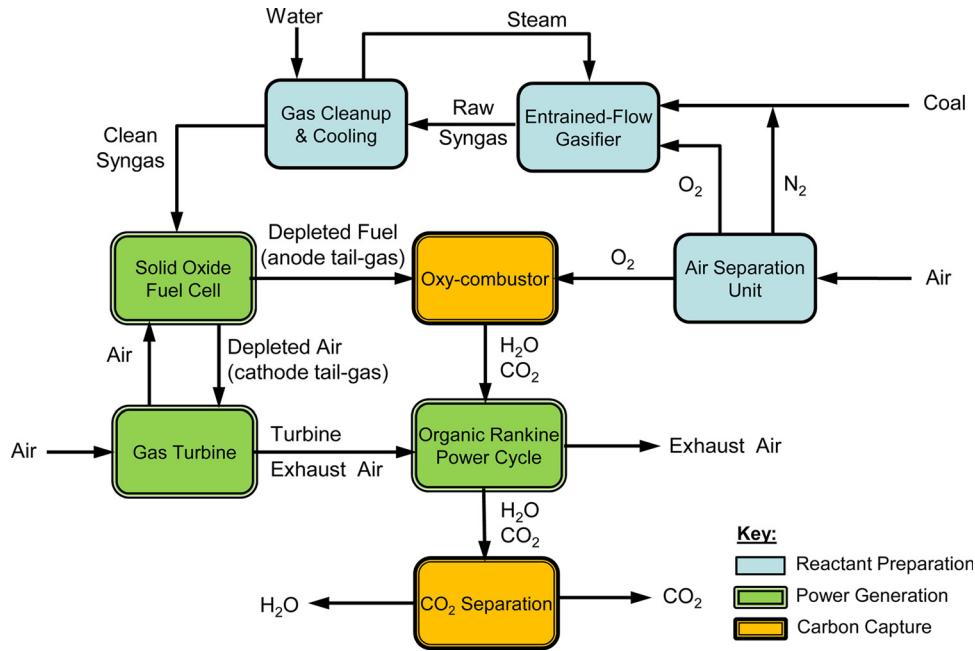 Water
Steam
Gas Cleanup
& Cooling
Raw
Syngas
Entrained-Flow
Gasifier
Coal
Clean
Syngas
O₂
N₂
Solid Oxide
Fuel Cell
Depleted Fuel
(anode tail-gas)
Oxy-combustor
O₂
Air Separation
Unit
Air
Air
Depleted Air
(cathode tail-gas)
H₂O
CO₂
Air
Gas Turbine
Turbine
Exhaust Air
Organic Rankine
Power Cycle
Exhaust Air
H₂O
CO₂
H₂O
CO₂ Separation
CO₂
Key:
Reactant Preparation
Power Generation
Carbon Capture